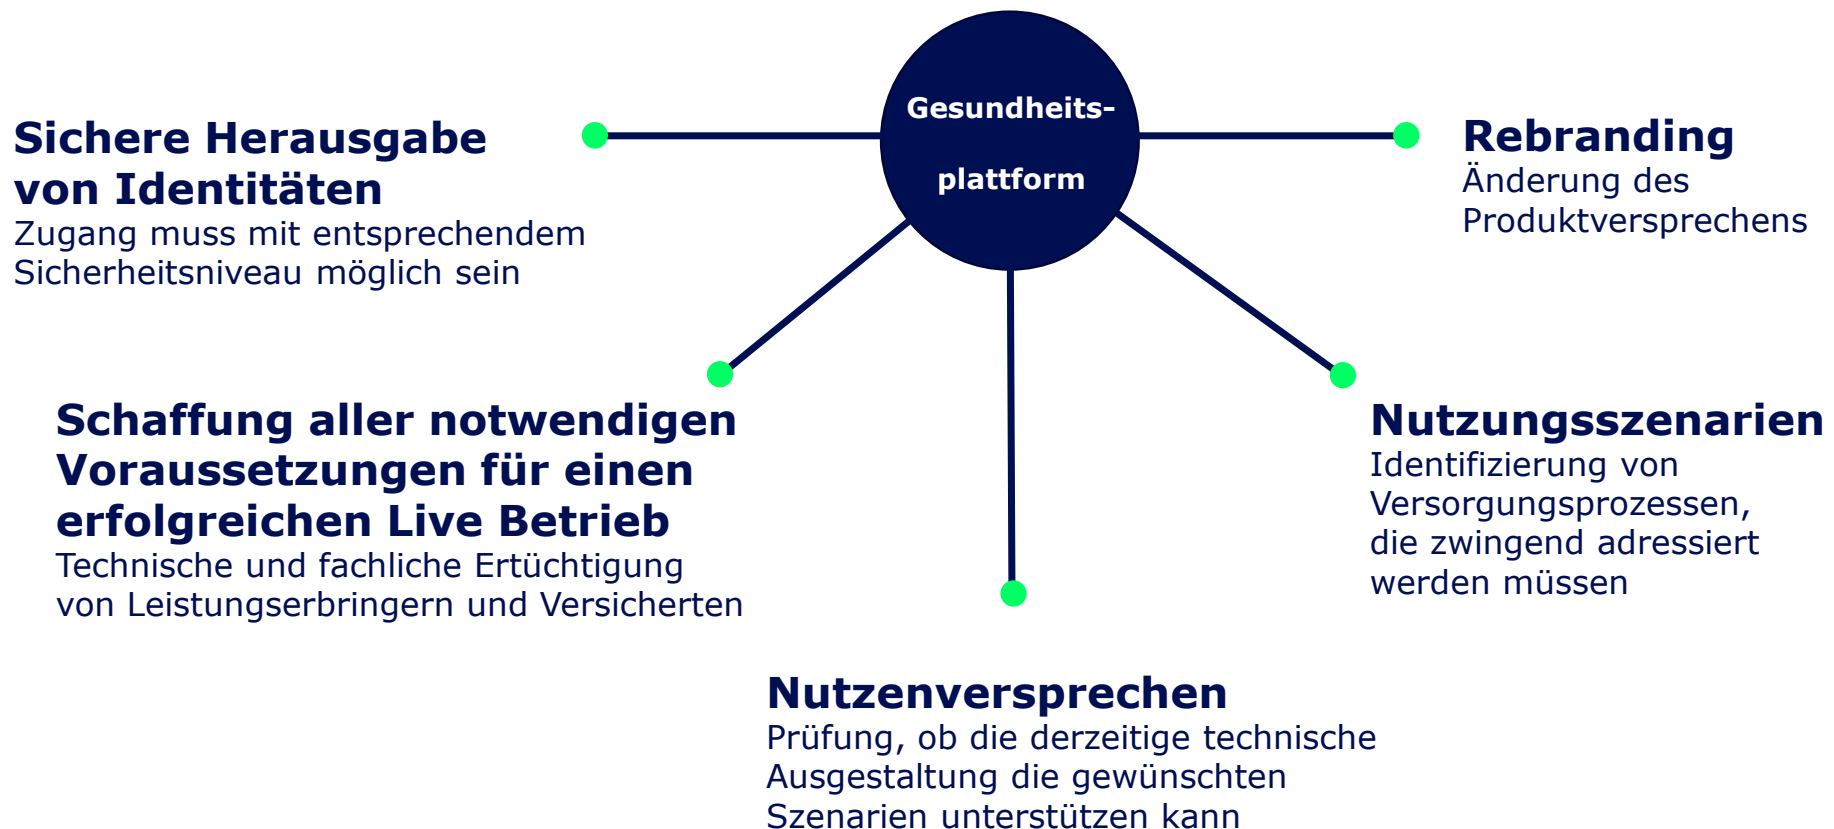 Gesundheits–
plattform
Sichere Herausgabe
von Identitäten
Zugang muss mit entsprechendem
Sicherheitsniveau möglich sein
Rebranding
Änderung des
Produktversprechens
Schaffung aller notwendigen
Voraussetzungen für einen
erfolgreichen Live Betrieb
Technische und fachliche Ertüchtigung
von Leistungserbringern und Versicherten
Nutzungsszenarien
Identifizierung von
Versorgungsprozessen,
die zwingend adressiert
werden müssen
Nutzenversprechen
Prüfung, ob die derzeitige technische
Ausgestaltung die gewünschten
Szenarien unterstützen kann